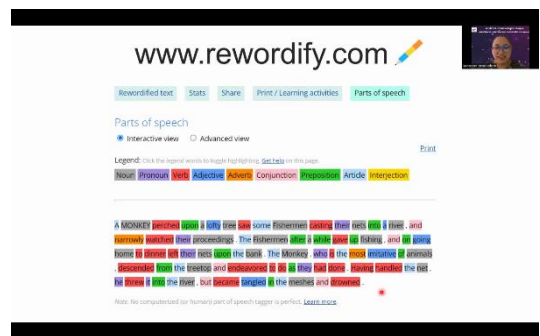 www.rewordify.com
Rewordified text Stats Share Print / Learning activities Parts of speech
Parts of speech
Interactive view Advanced view
Print
Legend: Click the legend words to toggle highlighting. Get help on this page.
Noun Pronoun Verb Adjective Adverb Conjunction Preposition Article Interjection
A MONKEY perched upon a lofty tree saw some Fishermen casting their nets into a river , and
narrowly watched their proceedings . The Fishermen after a while gave up fishing , and on going
home to dinner left their nets upon the bank . The Monkey , who is the most imitative of animals
, descended from the treetop and endeavored to do as they had done . Having handled the net ,
he threw it into the river , but became tangled in the meshes and drowned .
Note: No computerised (or human) part of speech tagger is perfect. Learn more.